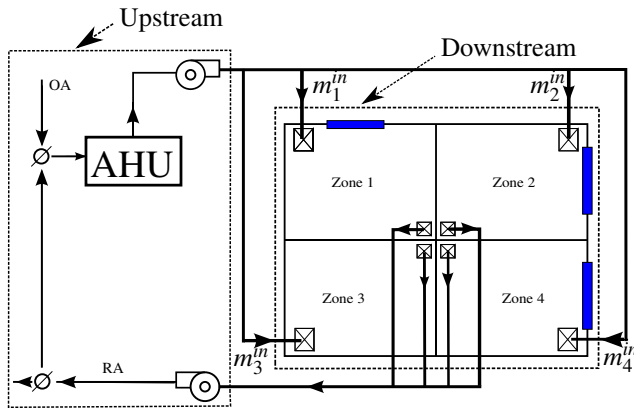 Upstream
Downstream
OA
m₁ⁱⁿ
m₂ⁱⁿ
AHU
Zone 1
Zone 2
Zone 3
Zone 4
m₃ⁱⁿ
m₄ⁱⁿ
RA